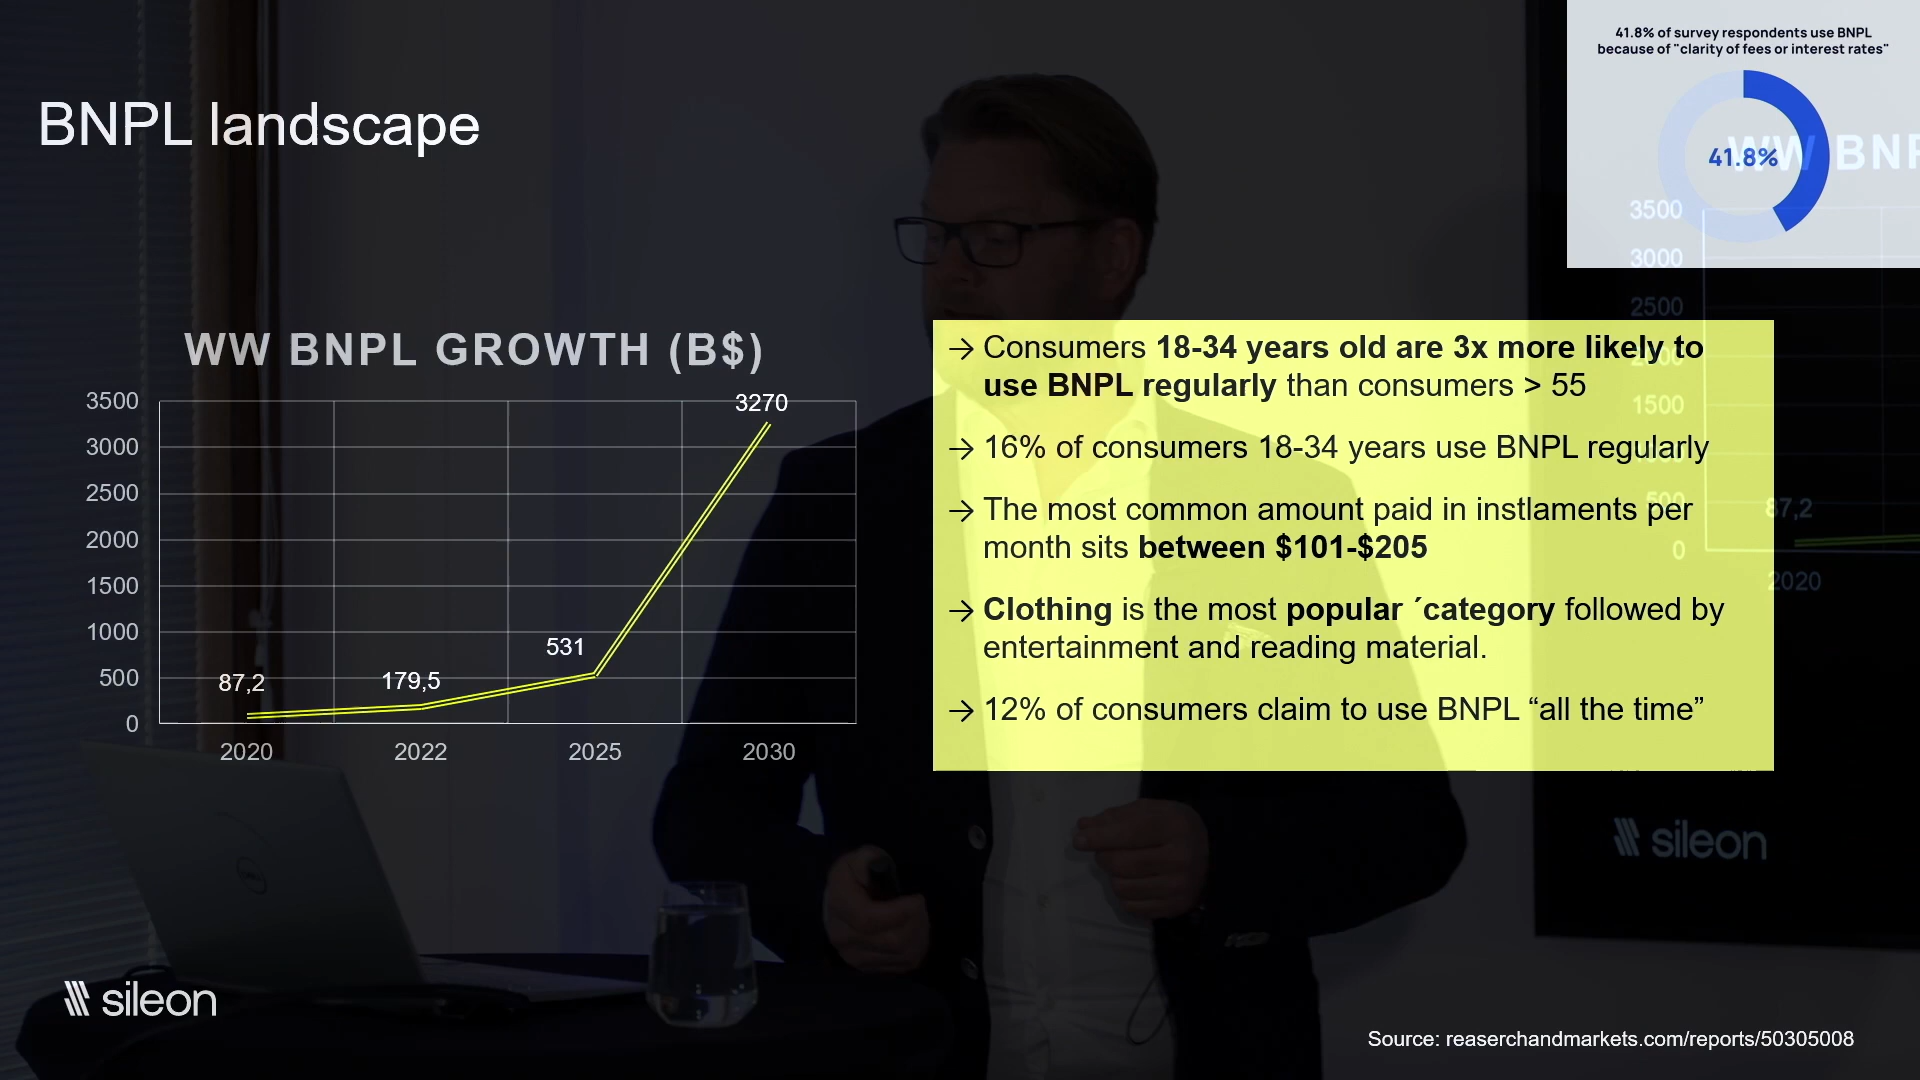 BNPL landscape
41.8% of survey respondents use BNPL
because of "clarity of fees or interest rates"
41.8%
WW BNPL GROWTH (B$)
3500
3000
2500
2000
1500
1000
500
0
87,2
179,5
531
3270
2020
2022
2025
2030
→ Consumers 18-34 years old are 3x more likely to
use BNPL regularly than consumers > 55
→ 16% of consumers 18-34 years use BNPL regularly
→ The most common amount paid in instlaments per
month sits between $101-$205
→ Clothing is the most popular ´category followed by
entertainment and reading material.
→ 12% of consumers claim to use BNPL “all the time”
WW BNP
3500
3000
2500
2000
1500
1000
500
0
87,2
2020
sileon
sileon
Source: reaserchandmarkets.com/reports/50305008